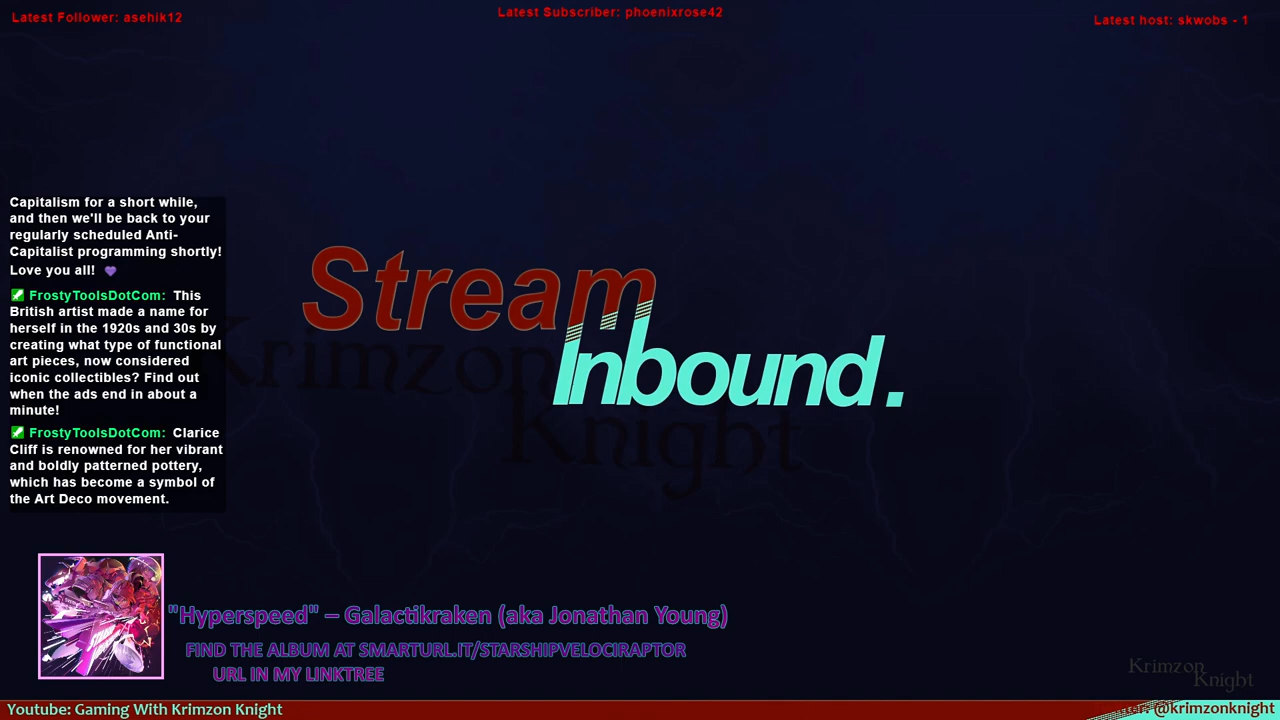 Latest Follower: asehik12
Latest Subscriber: phoenixrose42
Latest host: skwobs - 1
Capitalism for a short while,
and then we'll be back to your
regularly scheduled Anti-
Capitalist programming shortly!
Love you all! 💜
FrostyToolsDotCom: This
British artist made a name for
herself in the 1920s and 30s by
creating what type of functional
art pieces, now considered
iconic collectibles? Find out
when the ads end in about a
minute!
FrostyToolsDotCom: Clarice
Cliff is renowned for her vibrant
and boldly patterned pottery,
which has become a symbol of
the Art Deco movement.
Stream
Inbound.
Krimzon
Knight
"Hyperspeed" – Galactikraken (aka Jonathan Young)
FIND THE ALBUM AT SMARTURL.IT/STARSHIPVELOCIRAPTOR
URL IN MY LINKTREE
Krimzon
Knight
Youtube: Gaming With Krimzon Knight
@krimzonknight